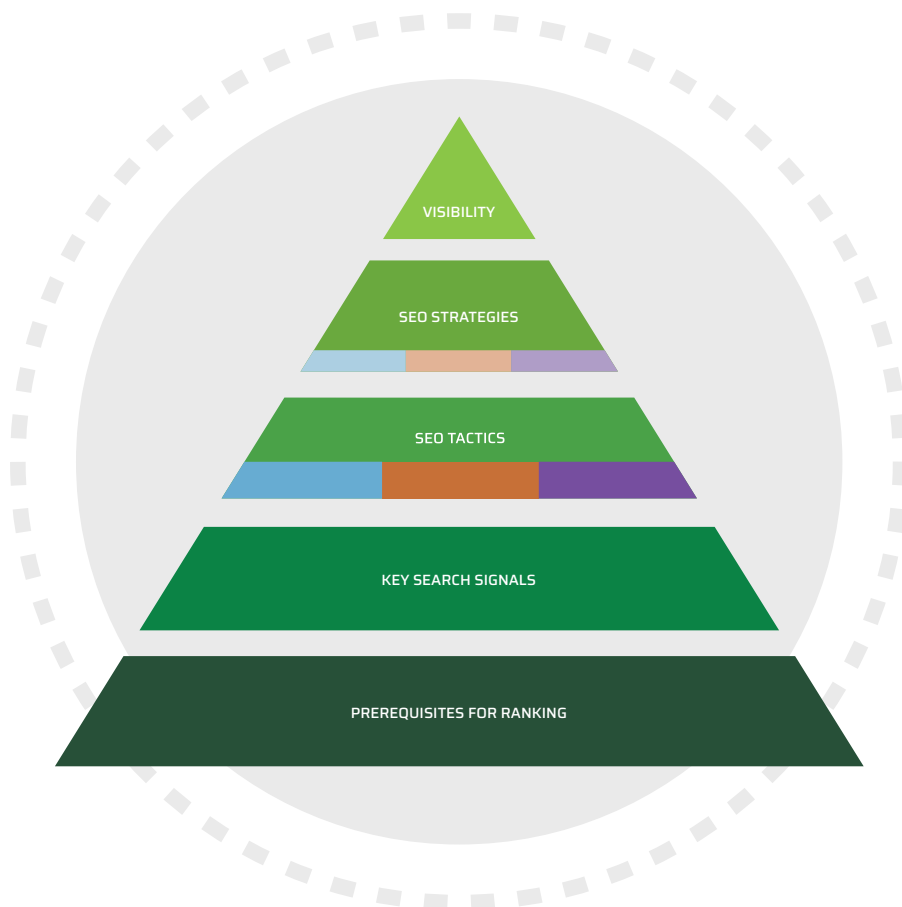 VISIBILITY
SEO STRATEGIES
SEO TACTICS
KEY SEARCH SIGNALS
PREREQUISITES FOR RANKING